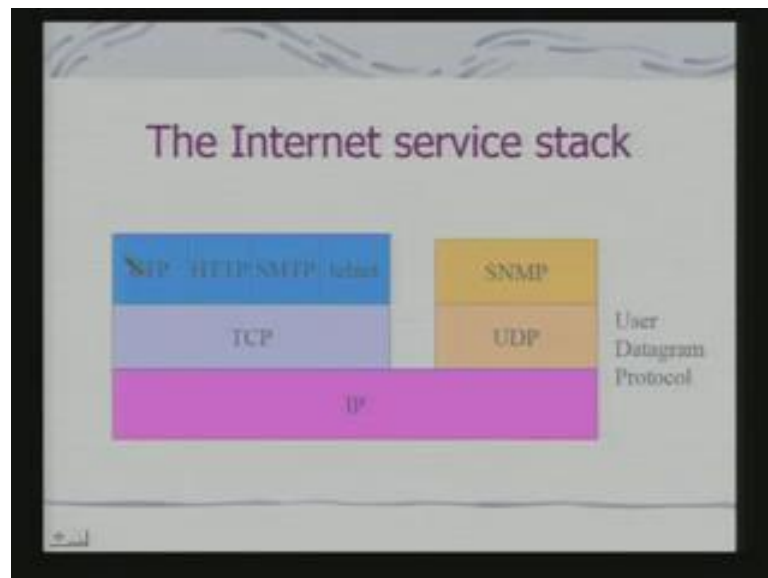 The Internet service stack
HTTP SMTP telnet
SNMP
TCP
UDP
User
Datagram
Protocol
IP